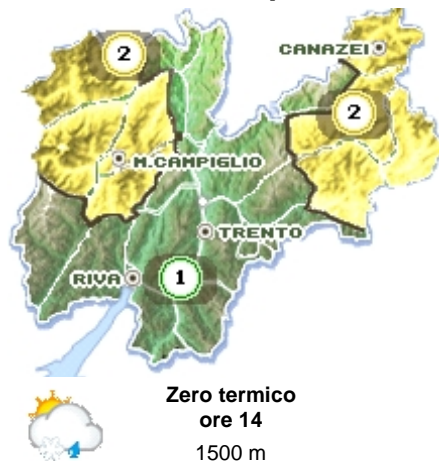 2
CANAZEI
2
M.CAMPIGLIO
TRENTO
RIVA
1
Zero termico
ore 14
1500 m